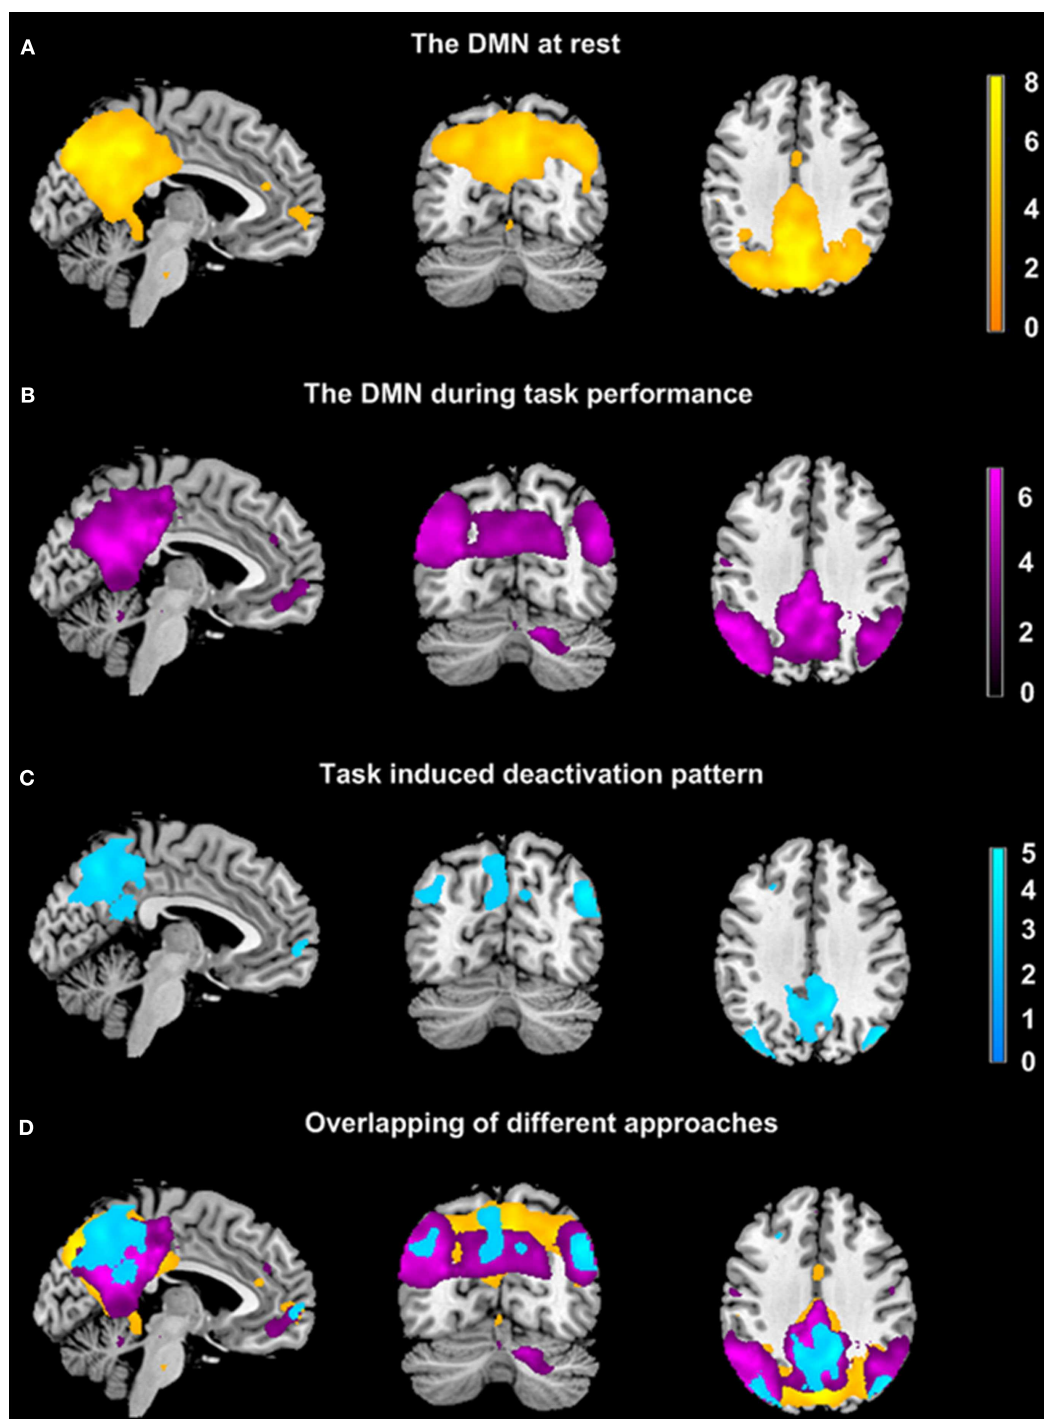 A
The DMN at rest
8
6
4
2
0
B
The DMN during task performance
6
4
2
0
C
Task induced deactivation pattern
5
4
3
2
1
0
D
Overlapping of different approaches